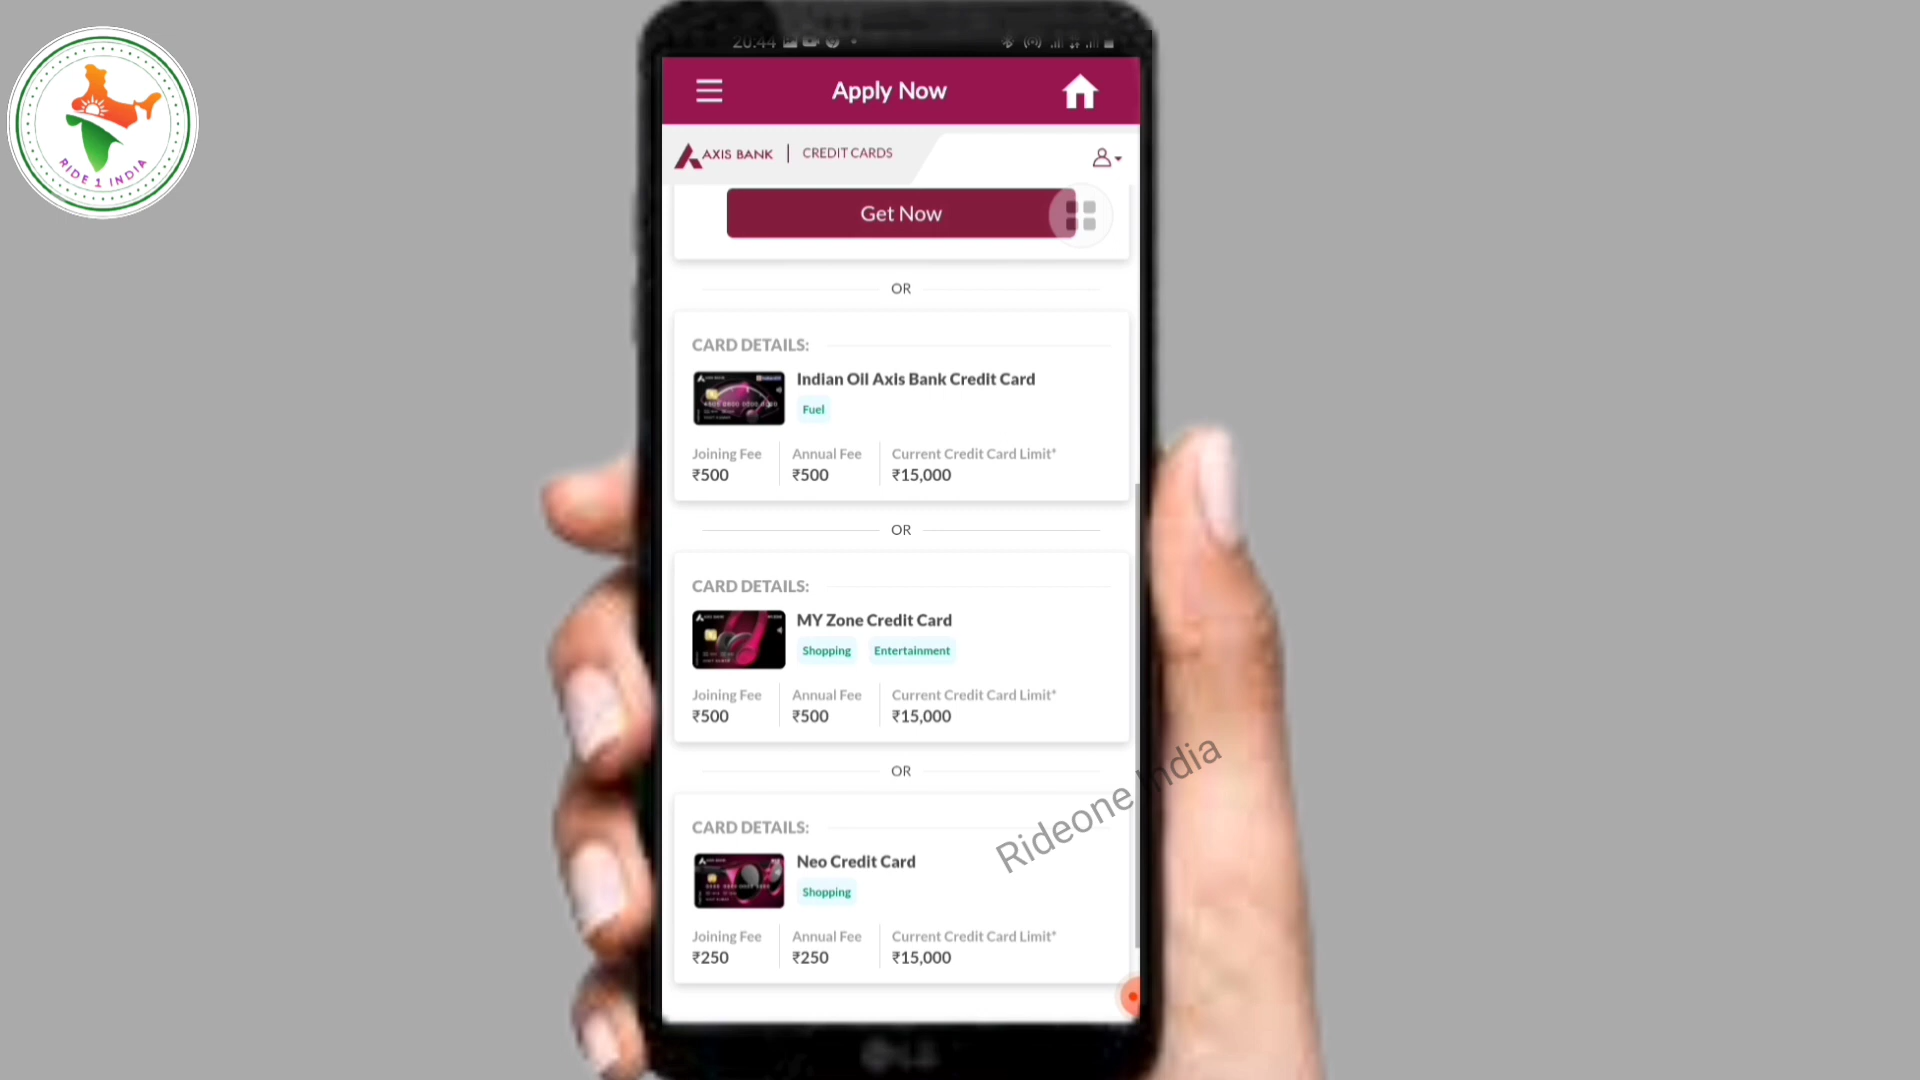 20:44
RIDE 1 INDIA
Apply Now
AXIS BANK | CREDIT CARDS
Get Now
OR
CARD DETAILS:
Indian Oil Axis Bank Credit Card
Fuel
Joining Fee Annual Fee Current Credit Card Limit*
₹500 ₹500 ₹15,000
OR
CARD DETAILS:
MY Zone Credit Card
Shopping Entertainment
Joining Fee Annual Fee Current Credit Card Limit*
₹500 ₹500 ₹15,000
OR
CARD DETAILS:
Neo Credit Card
Shopping
Joining Fee Annual Fee Current Credit Card Limit*
₹250 ₹250 ₹15,000
Rideone India
LG